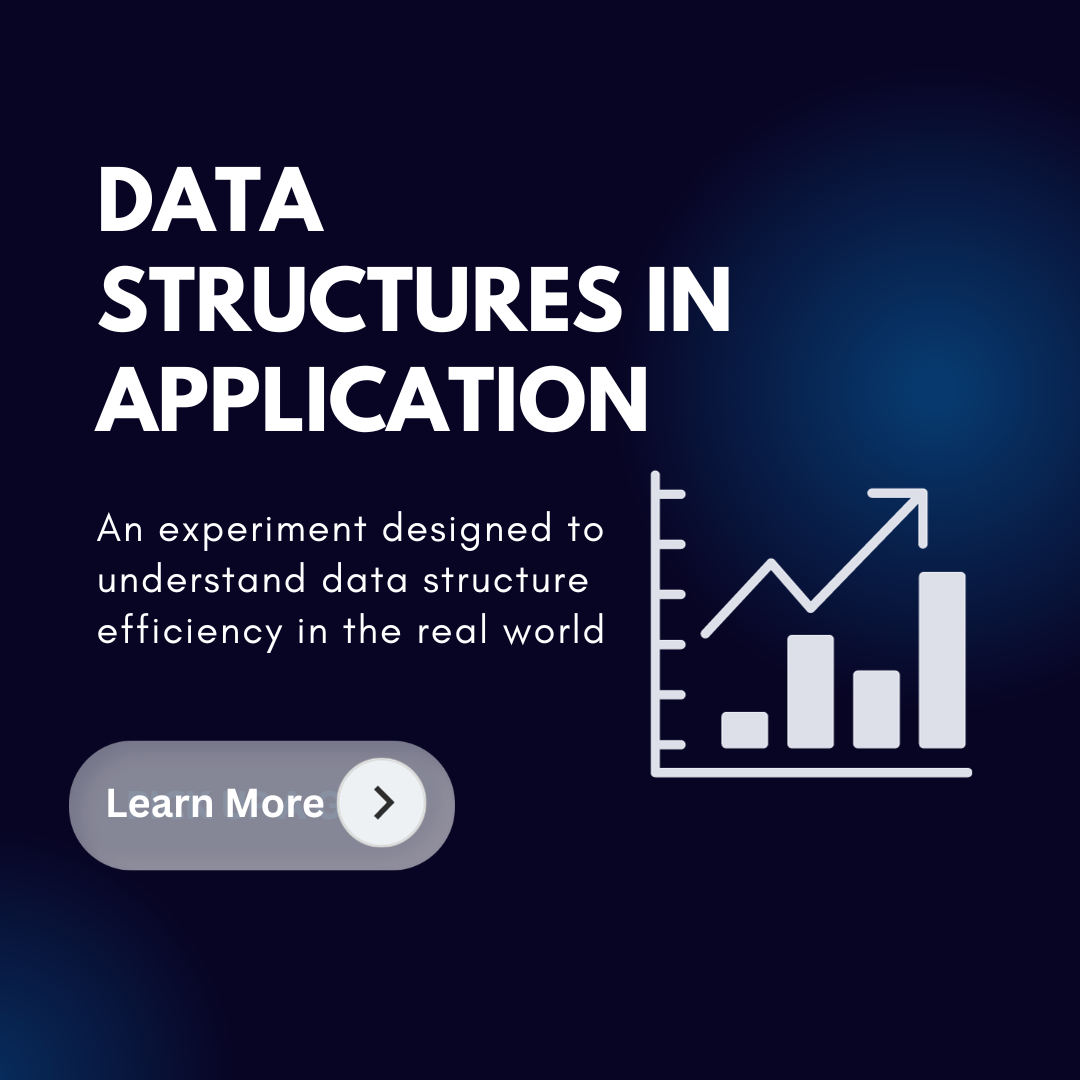 DATA
STRUCTURES IN
APPLICATION
An experiment designed to
understand data structure
efficiency in the real world
Learn More